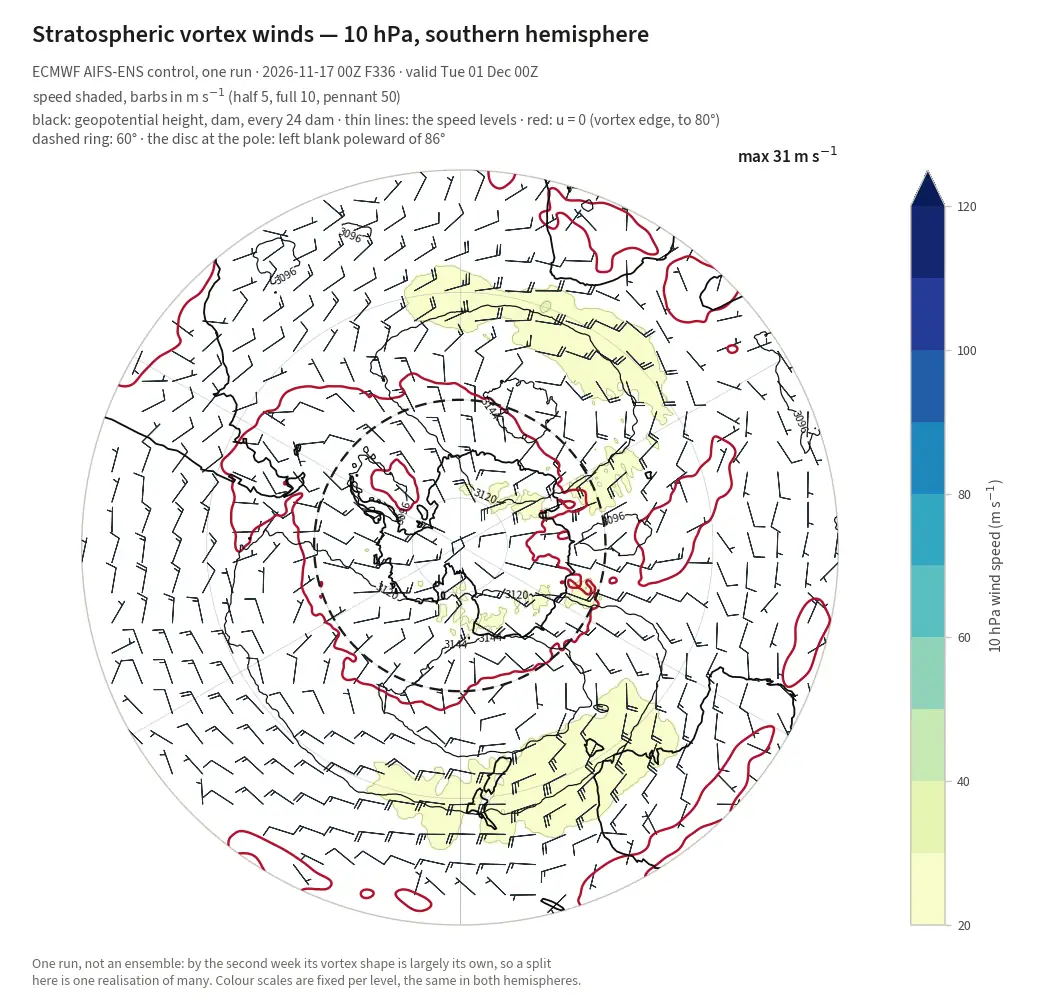 Stratospheric vortex winds — 10 hPa, southern hemisphere
ECMWF AIFS-ENS control, one run · 2026-11-17 00Z F336 · valid Tue 01 Dec 00Z
speed shaded, barbs in m s⁻¹ (half 5, full 10, pennant 50)
black: geopotential height, dam, every 24 dam · thin lines: the speed levels · red: u = 0 (vortex edge, to 80°)
dashed ring: 60° · the disc at the pole: left blank poleward of 86°
max 31 m s⁻¹
120
100
80
60
40
20
10 hPa wind speed (m s⁻¹)
3096
3096
3096
3120
3096
3120
3144
3144
One run, not an ensemble: by the second week its vortex shape is largely its own, so a split
here is one realisation of many. Colour scales are fixed per level, the same in both hemispheres.